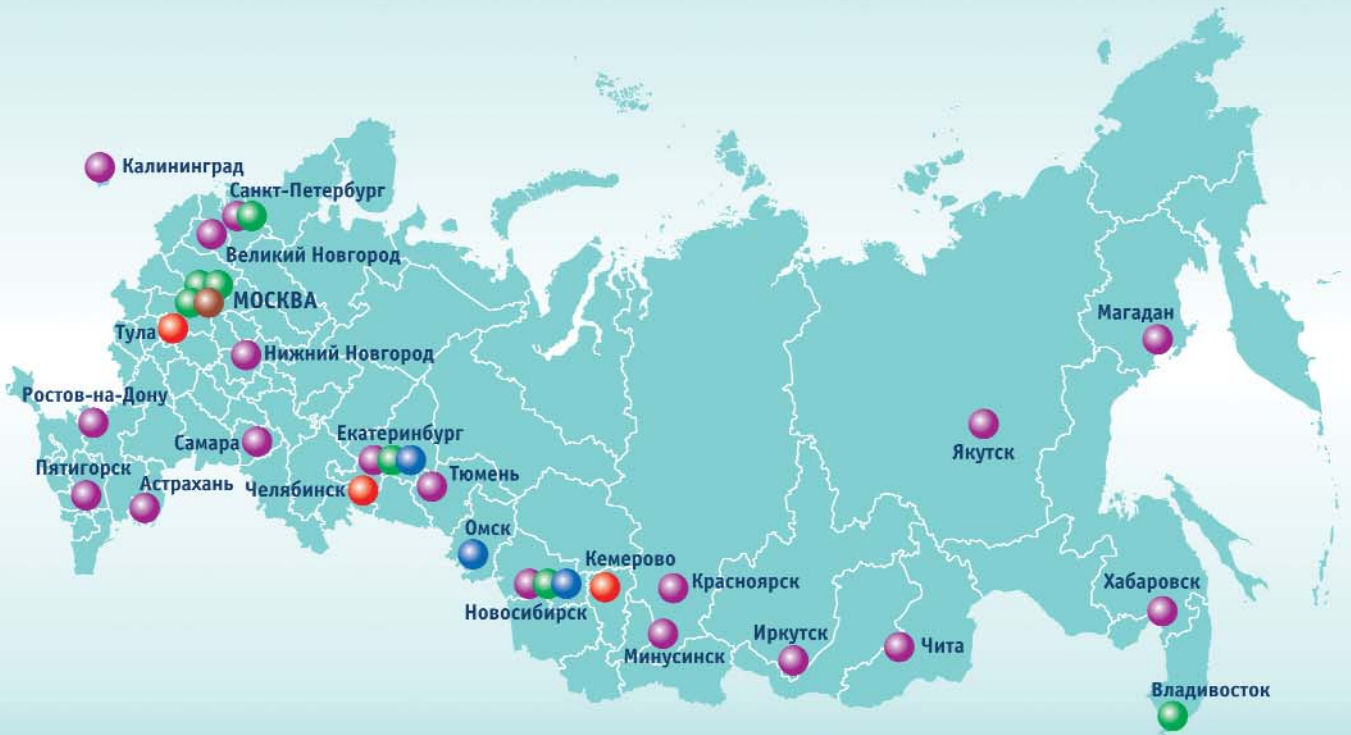 Калининград
Санкт-Петербург
Великий Новгород
МОСКВА
Тула
Нижний Новгород
Ростов-на-Дону
Самара
Екатеринбург
Пятигорск
Астрахань
Челябинск
Тюмень
Омск
Кемерово
Новосибирск
Красноярск
Минусинск
Иркутск
Чита
Якутск
Магадан
Хабаровск
Владивосток